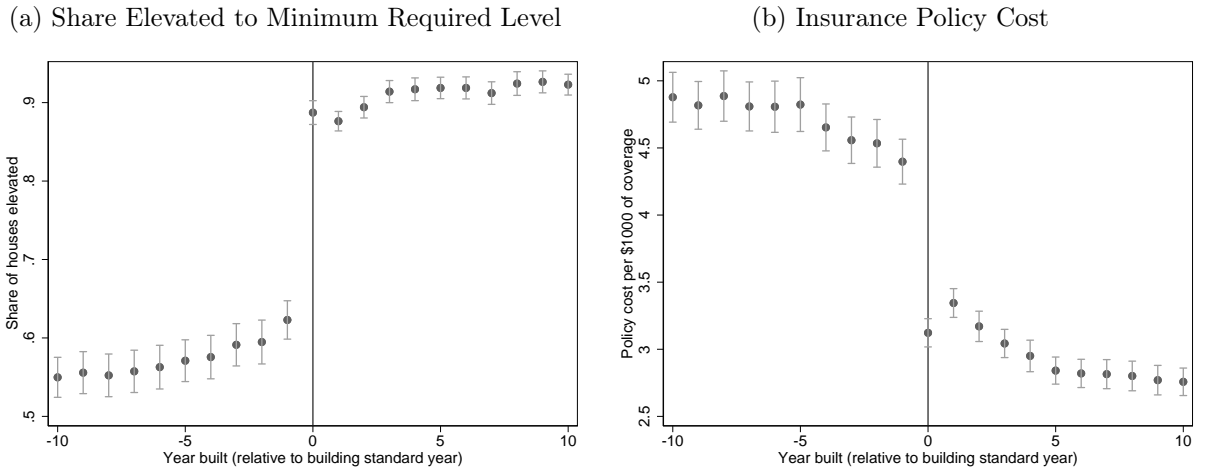 (a) Share Elevated to Minimum Required Level
Share of houses elevated
.9
.8
.7
.6
.5
-10 -5 0 5 10
Year built (relative to building standard year)
(b) Insurance Policy Cost
Policy cost per $1000 of coverage
5
4.5
4
3.5
3
2.5
-10 -5 0 5 10
Year built (relative to building standard year)